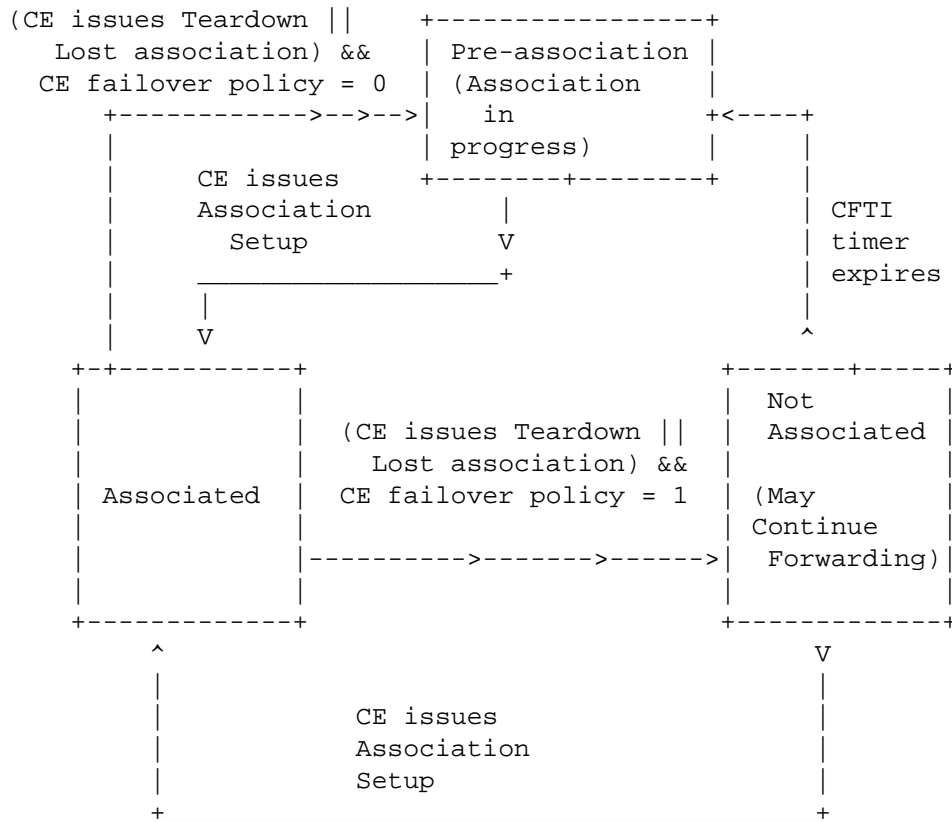 (CE issues Teardown ||
Lost association) &&
CE failover policy = 0
Pre-association
(Association
in
progress)
CE issues
Association
Setup
CFTI
timer
expires
Associated
(CE issues Teardown ||
Lost association) &&
CE failover policy = 1
Not
Associated
(May
Continue
Forwarding)
CE issues
Association
Setup